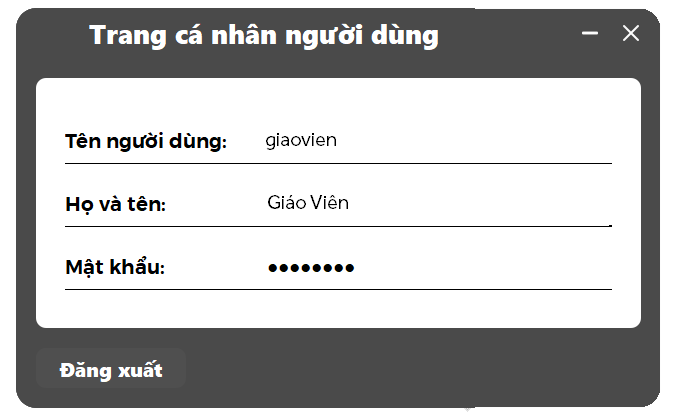 Trang cá nhân người dùng
Tên người dùng: giaovien
Họ và tên: Giáo Viên
Mật khẩu: ●●●●●●●●
Đăng xuất